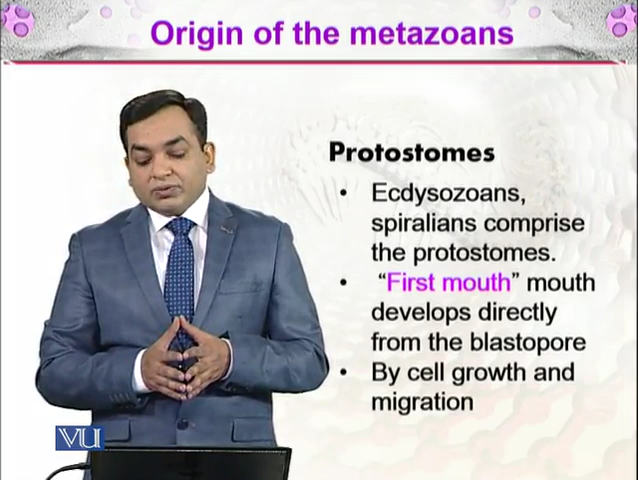 Origin of the metazoans
Protostomes
• Ecdysozoans,
spiralians comprise
the protostomes.
• “First mouth” mouth
develops directly
from the blastopore
• By cell growth and
migration
VU